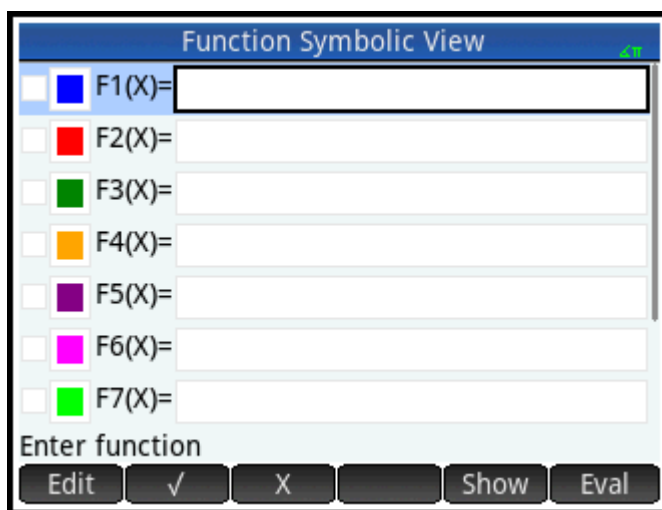 Function Symbolic View ∡π
F1(X)=
F2(X)=
F3(X)=
F4(X)=
F5(X)=
F6(X)=
F7(X)=
Enter function
Edit √ X Show Eval